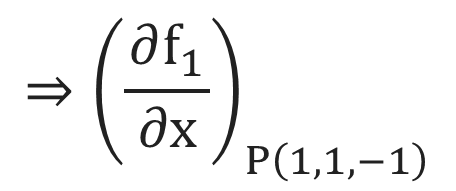 ⇒ (∂f₁/∂x)P(1,1,−1)